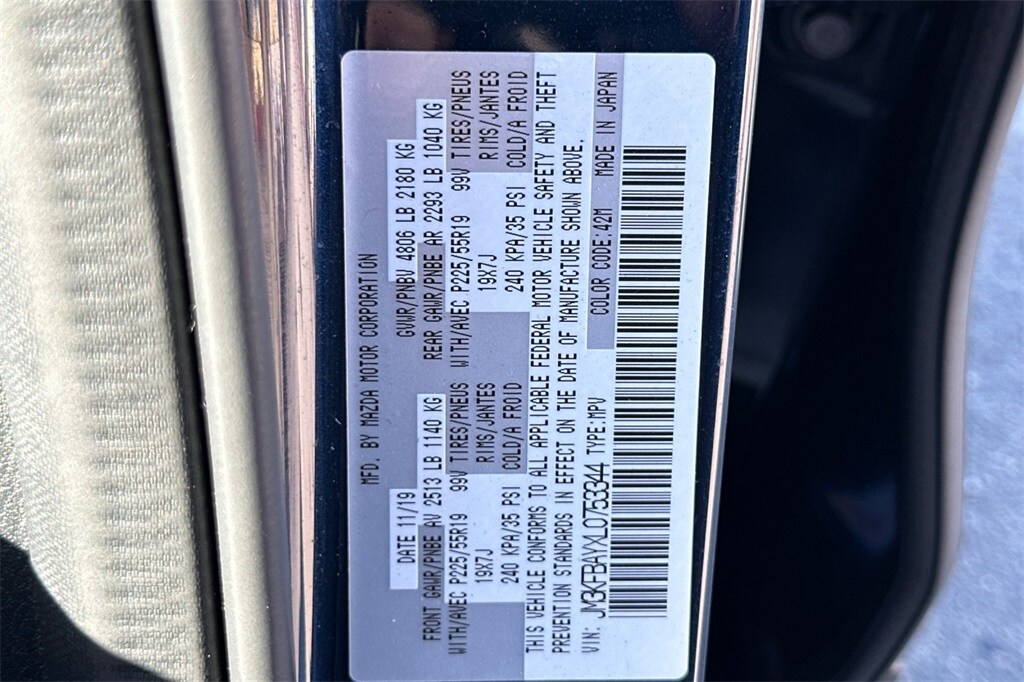 MFD. BY MAZDA MOTOR CORPORATION
DATE 11/19 GVWR/PNBV 4806 LB 2180 KG
FRONT GAWR/PNBE AV 2513 LB 1140 KG REAR GAWR/PNBE AR 2293 LB 1040 KG
WITH/AVEC P225/55R19 99V TIRES/PNEUS WITH/AVEC P225/55R19 99V TIRES/PNEUS
19X7J RIMS/JANTES 19X7J RIMS/JANTES
240 KPA/35 PSI COLD/A FROID 240 KPA/35 PSI COLD/A FROID
THIS VEHICLE CONFORMS TO ALL APPLICABLE FEDERAL MOTOR VEHICLE SAFETY AND THEFT
PREVENTION STANDARDS IN EFFECT ON THE DATE OF MANUFACTURE SHOWN ABOVE.
VIN: JM3KFBAYXL0753344 TYPE:MPV COLOR CODE:42M MADE IN JAPAN